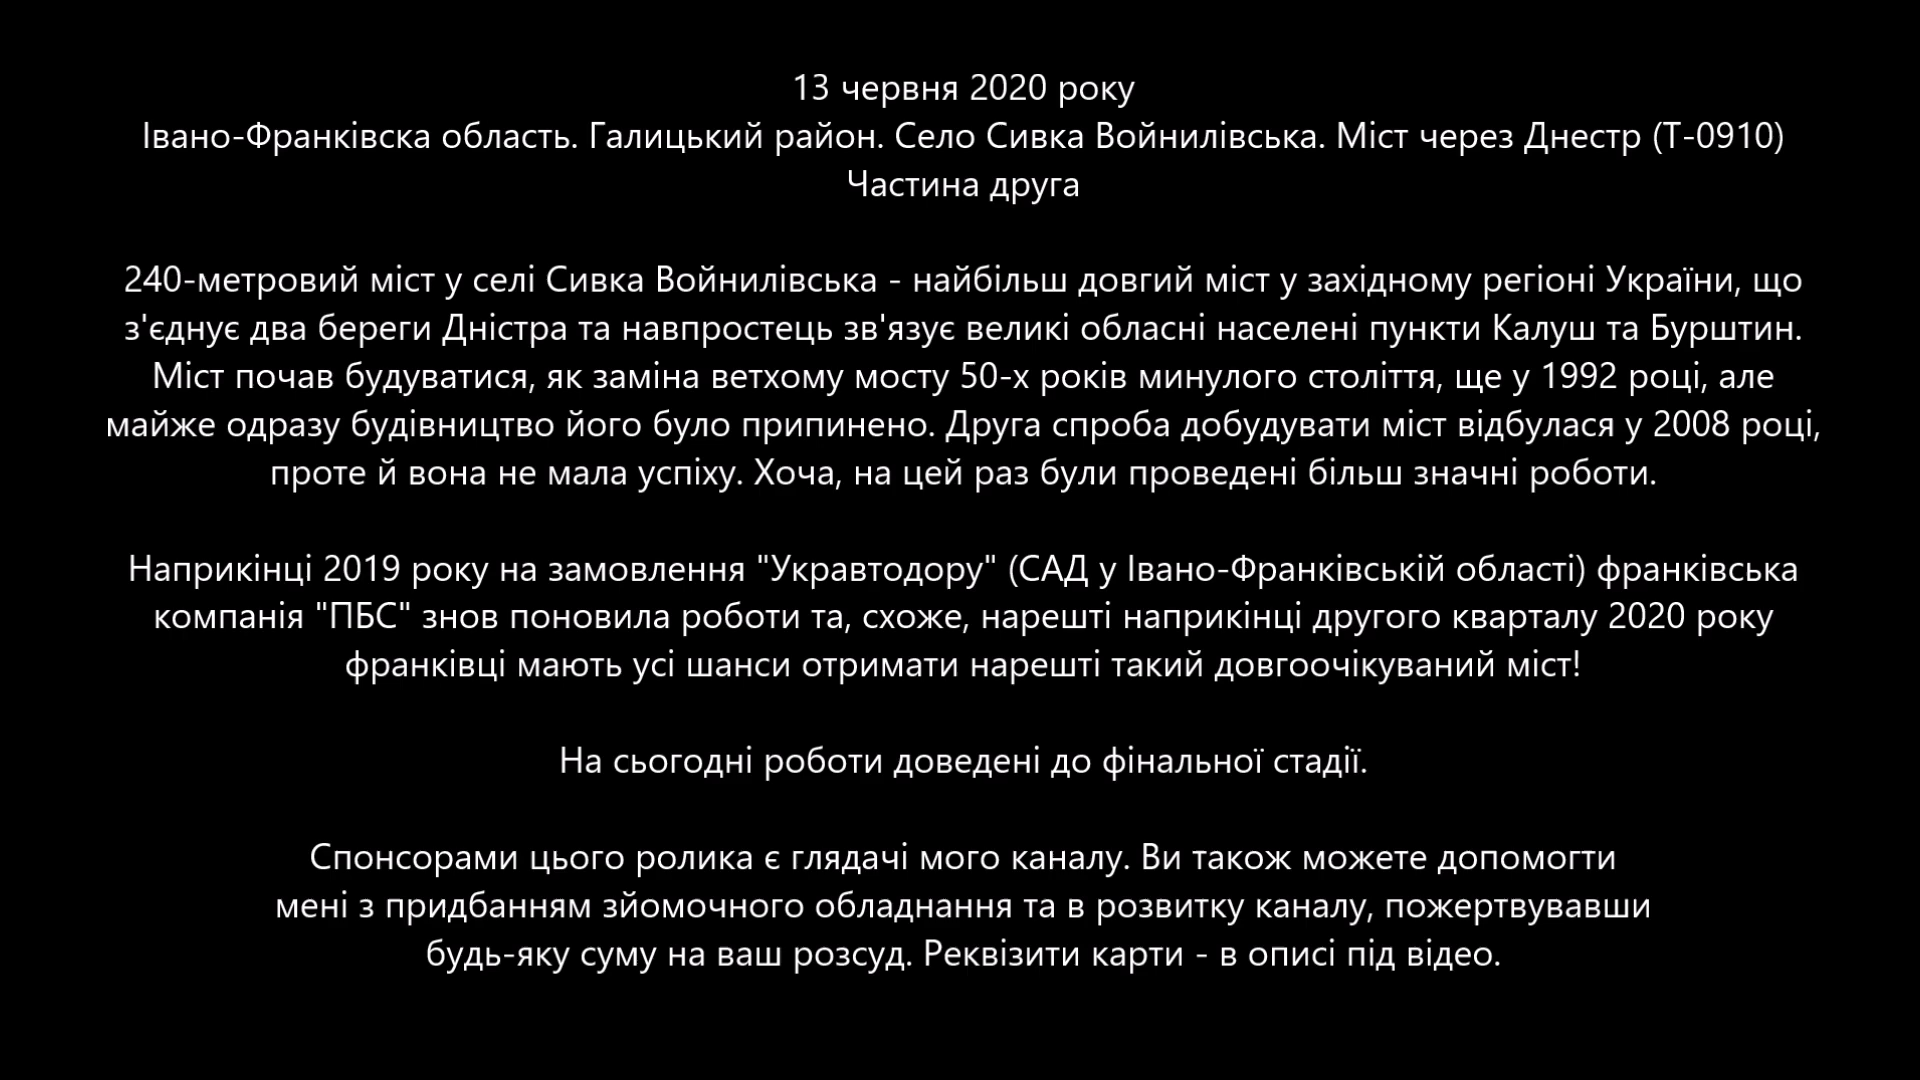 13 червня 2020 року
Івано-Франківска область. Галицький район. Село Сивка Войнилівська. Міст через Днестр (Т-0910)
Частина друга
240-метровий міст у селі Сивка Войнилівська - найбільш довгий міст у західному регіоні України, що
з'єднує два береги Дністра та навпростець зв'язує великі обласні населені пункти Калуш та Бурштин.
Міст почав будуватися, як заміна ветхому мосту 50-х років минулого століття, ще у 1992 році, але
майже одразу будівництво його було припинено. Друга спроба добудувати міст відбулася у 2008 році,
проте й вона не мала успіху. Хоча, на цей раз були проведені більш значні роботи.
Наприкінці 2019 року на замовлення "Укравтодору" (САД у Івано-Франківській області) франківська
компанія "ПБС" знов поновила роботи та, схоже, нарешті наприкінці другого кварталу 2020 року
франківці мають усі шанси отримати нарешті такий довгоочікуваний міст!
На сьогодні роботи доведені до фінальної стадії.
Спонсорами цього ролика є глядачі мого каналу. Ви також можете допомогти
мені з придбанням зйомочного обладнання та в розвитку каналу, пожертвувавши
будь-яку суму на ваш розсуд. Реквізити карти - в описі під відео.